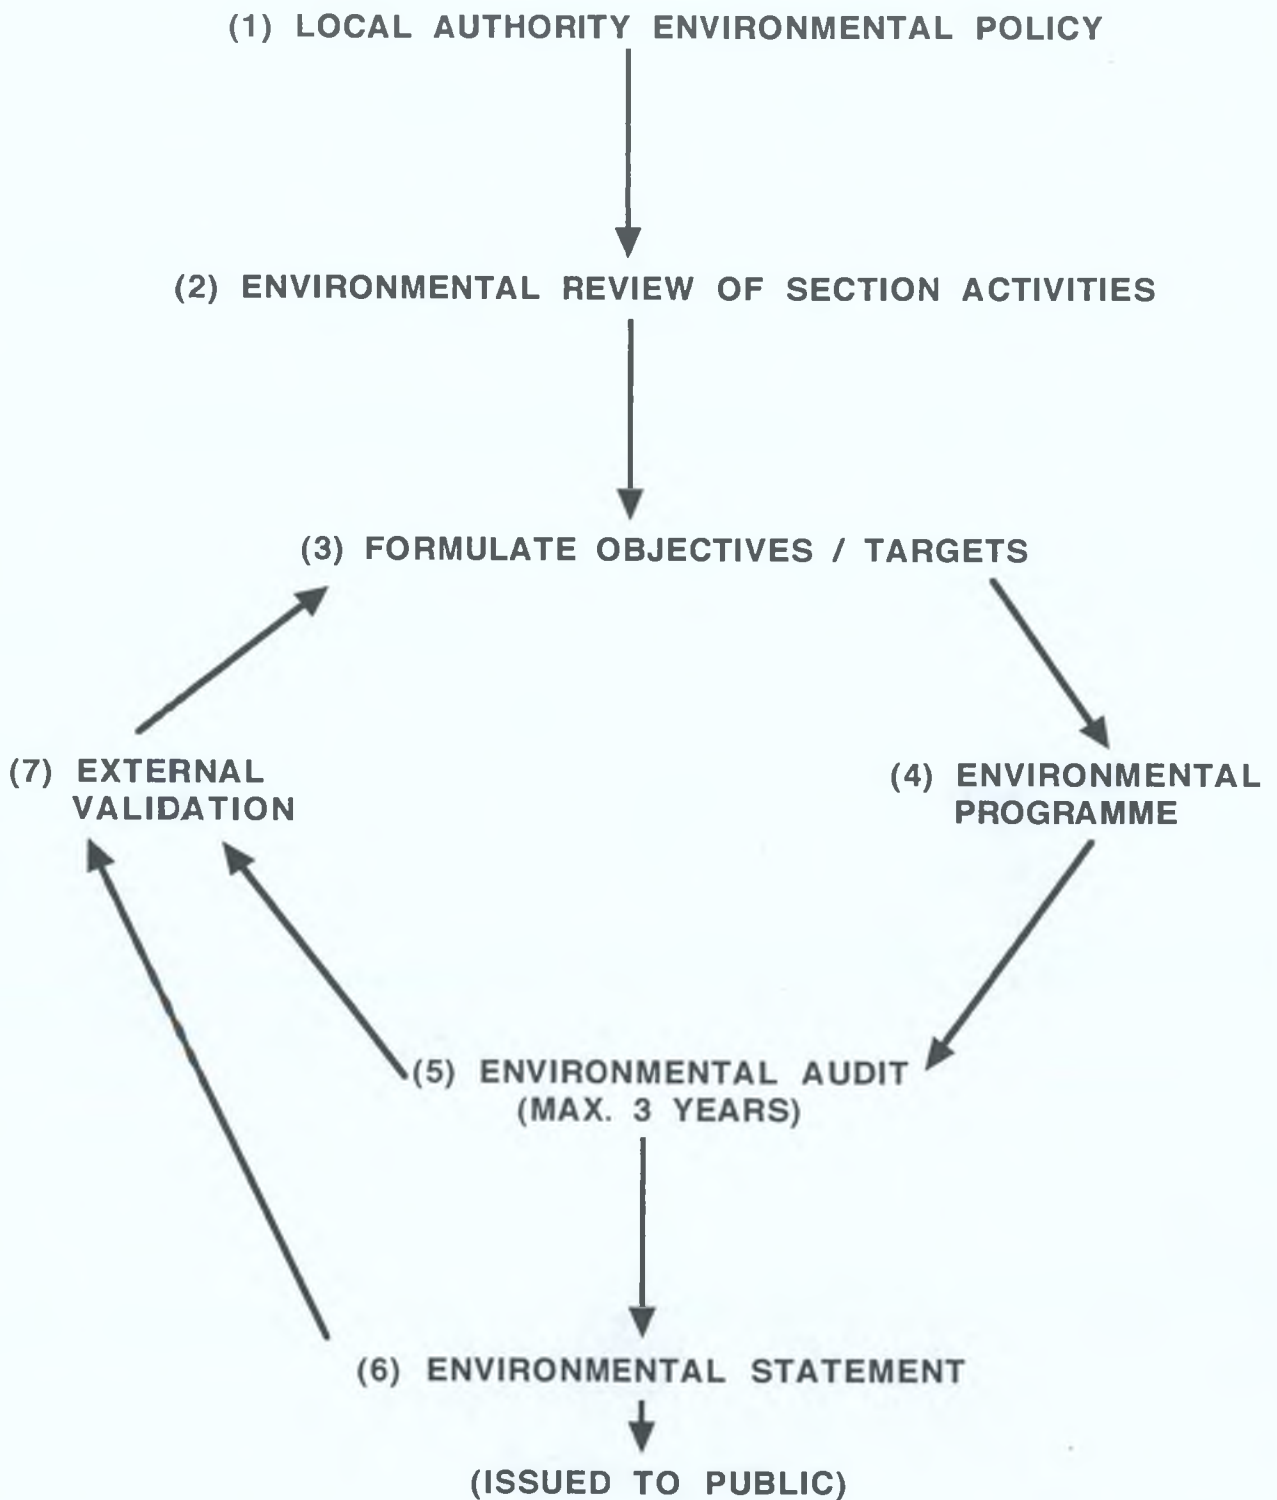 (1) LOCAL AUTHORITY ENVIRONMENTAL POLICY
(2) ENVIRONMENTAL REVIEW OF SECTION ACTIVITIES
(3) FORMULATE OBJECTIVES / TARGETS
(7) EXTERNAL
VALIDATION
(4) ENVIRONMENTAL
PROGRAMME
(5) ENVIRONMENTAL AUDIT
(MAX. 3 YEARS)
(6) ENVIRONMENTAL STATEMENT
(ISSUED TO PUBLIC)